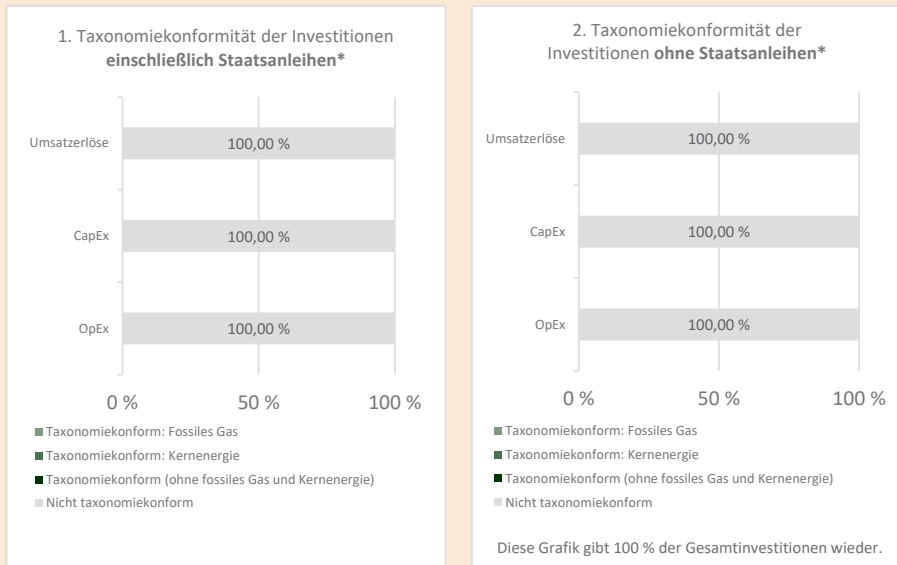 1. Taxonomiekonformität der Investitionen
einschließlich Staatsanleihen*
Umsatzerlöse
100,00 %
CapEx
100,00 %
OpEx
100,00 %
0 %
50 %
100 %
Taxonomiekonform: Fossiles Gas
Taxonomiekonform: Kernenergie
Taxonomiekonform (ohne fossiles Gas und Kernenergie)
Nicht taxonomiekonform
2. Taxonomiekonformität der
Investitionen ohne Staatsanleihen*
Umsatzerlöse
100,00 %
CapEx
100,00 %
OpEx
100,00 %
0 %
50 %
100 %
Taxonomiekonform: Fossiles Gas
Taxonomiekonform: Kernenergie
Taxonomiekonform (ohne fossiles Gas und Kernenergie)
Nicht taxonomiekonform
Diese Grafik gibt 100 % der Gesamtinvestitionen wieder.